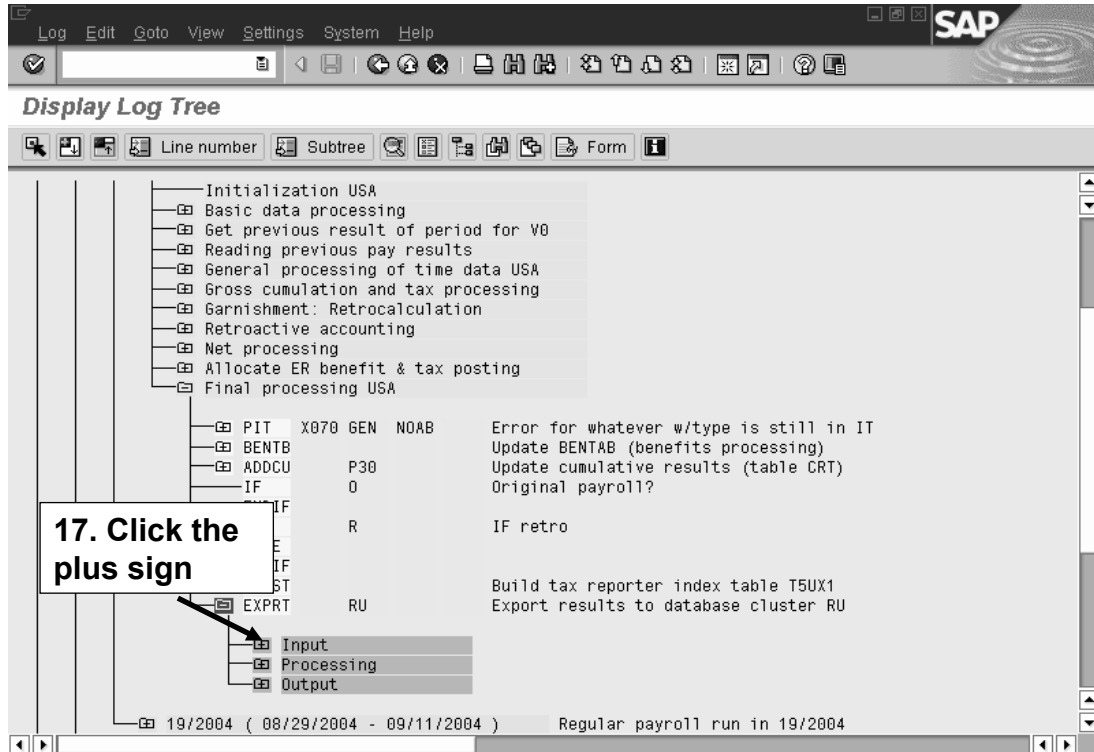 Log Edit Goto View Settings System Help
SAP
Display Log Tree
Line number Subtree Form
Initialization USA
Basic data processing
Get previous result of period for V0
Reading previous pay results
General processing of time data USA
Gross cumulation and tax processing
Garnishment: Retrocalculation
Retroactive accounting
Net processing
Allocate ER benefit & tax posting
Final processing USA
PIT X070 GEN NOAB Error for whatever w/type is still in IT
BENTB Update BENTAB (benefits processing)
ADDCU P30 Update cumulative results (table CRT)
IF O Original payroll?
R IF retro
17. Click the
plus sign
ST Build tax reporter index table T5UX1
EXPRT RU Export results to database cluster RU
Input
Processing
Output
19/2004 ( 08/29/2004 - 09/11/2004 ) Regular payroll run in 19/2004